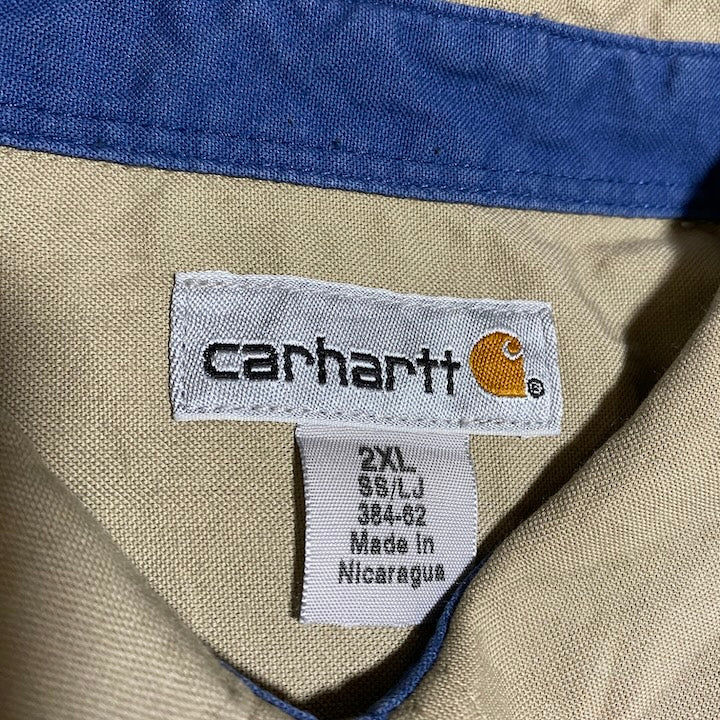 carhartt®
2XL
SS/LJ
384-62
Made In
Nicaragua